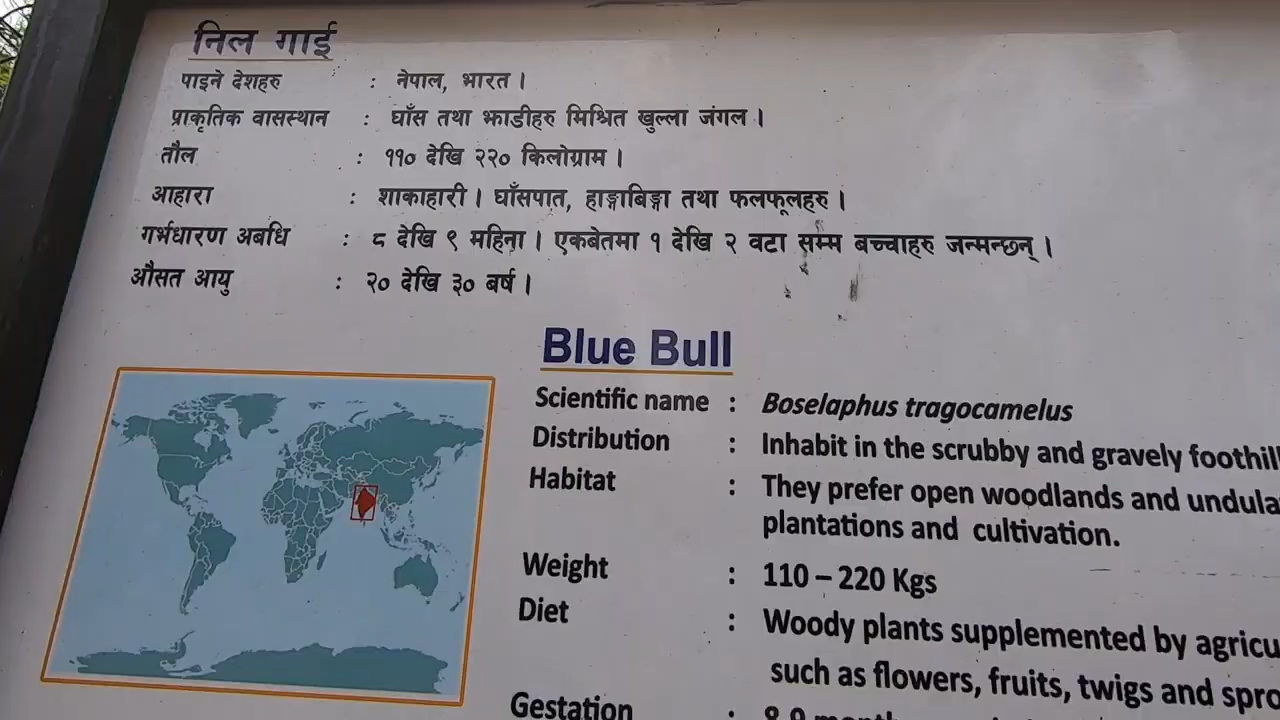 निल गाई
पाइने देशहरु : नेपाल, भारत ।
प्राकृतिक वासस्थान : घाँस तथा झाडीहरु मिश्रित खुल्ला जंगल ।
तौल : ११० देखि २२० किलोग्राम ।
आहारा : शाकाहारी । घाँसपात, हाङ्गाबिङ्गा तथा फलफूलहरु ।
गर्भधारण अबधि : ८ देखि ९ महिना । एकबेतमा १ देखि २ वटा सम्म बच्चाहरु जन्मन्छन् ।
औसत आयु : २० देखि ३० बर्ष ।
Blue Bull
Scientific name : Boselaphus tragocamelus
Distribution : Inhabit in the scrubby and gravely foothill
Habitat : They prefer open woodlands and undula
plantations and cultivation.
Weight : 110 – 220 Kgs
Diet : Woody plants supplemented by agricu
such as flowers, fruits, twigs and spro
Gestation :